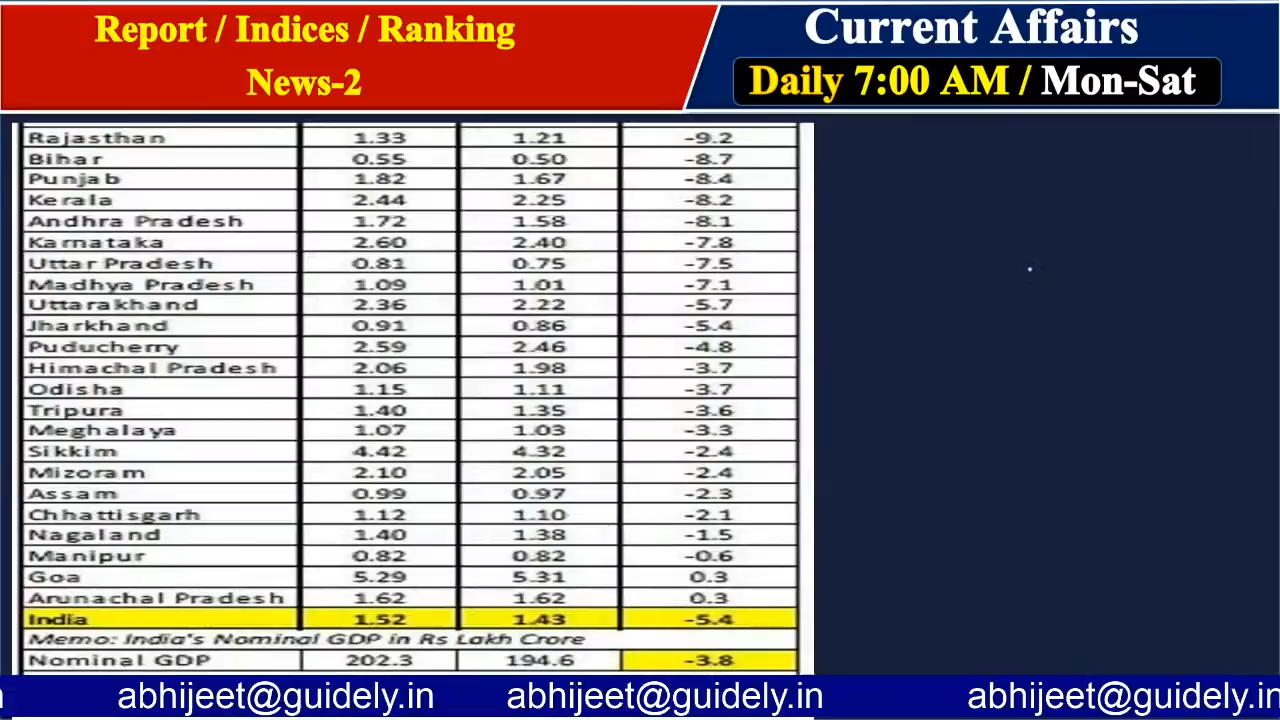 Report / Indices / Ranking
News-2
Current Affairs
Daily 7:00 AM / Mon-Sat
Rajasthan 1.33 1.21 -9.2
Bihar 0.55 0.50 -8.7
Punjab 1.82 1.67 -8.4
Kerala 2.44 2.25 -8.2
Andhra Pradesh 1.72 1.58 -8.1
Karnataka 2.60 2.40 -7.8
Uttar Pradesh 0.81 0.75 -7.5
Madhya Pradesh 1.09 1.01 -7.1
Uttarakhand 2.36 2.22 -5.7
Jharkhand 0.91 0.86 -5.4
Puducherry 2.59 2.46 -4.8
Himachal Pradesh 2.06 1.98 -3.7
Odisha 1.15 1.11 -3.7
Tripura 1.40 1.35 -3.6
Meghalaya 1.07 1.03 -3.3
Sikkim 4.42 4.32 -2.4
Mizoram 2.10 2.05 -2.4
Assam 0.99 0.97 -2.3
Chhattisgarh 1.12 1.10 -2.1
Nagaland 1.40 1.38 -1.5
Manipur 0.82 0.82 -0.6
Goa 5.29 5.31 0.3
Arunachal Pradesh 1.62 1.62 0.3
India 1.52 1.43 -5.4
Memo: India's Nominal GDP in Rs Lakh Crore
Nominal GDP 202.3 194.6 -3.8
n abhijeet@guidely.in abhijeet@guidely.in abhijeet@guidely.in